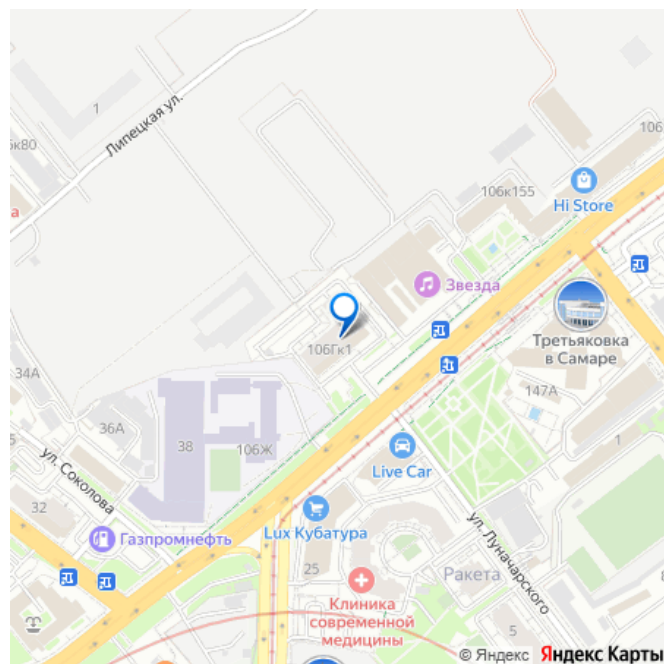 1
Липецкая ул.
6к80
а
106
106к155
Hi Store
Звезда
Третьяковка
в Самаре
106Гк1
34А
36А
38
106Ж
147А
1
Live Car
ул. Соколова
32
Газпромнефть
Lux Кубатура
25
ул. Луначарского
Ракета
Клиника
современной
медицины
5
8
© Яндекс Яндекс Карты